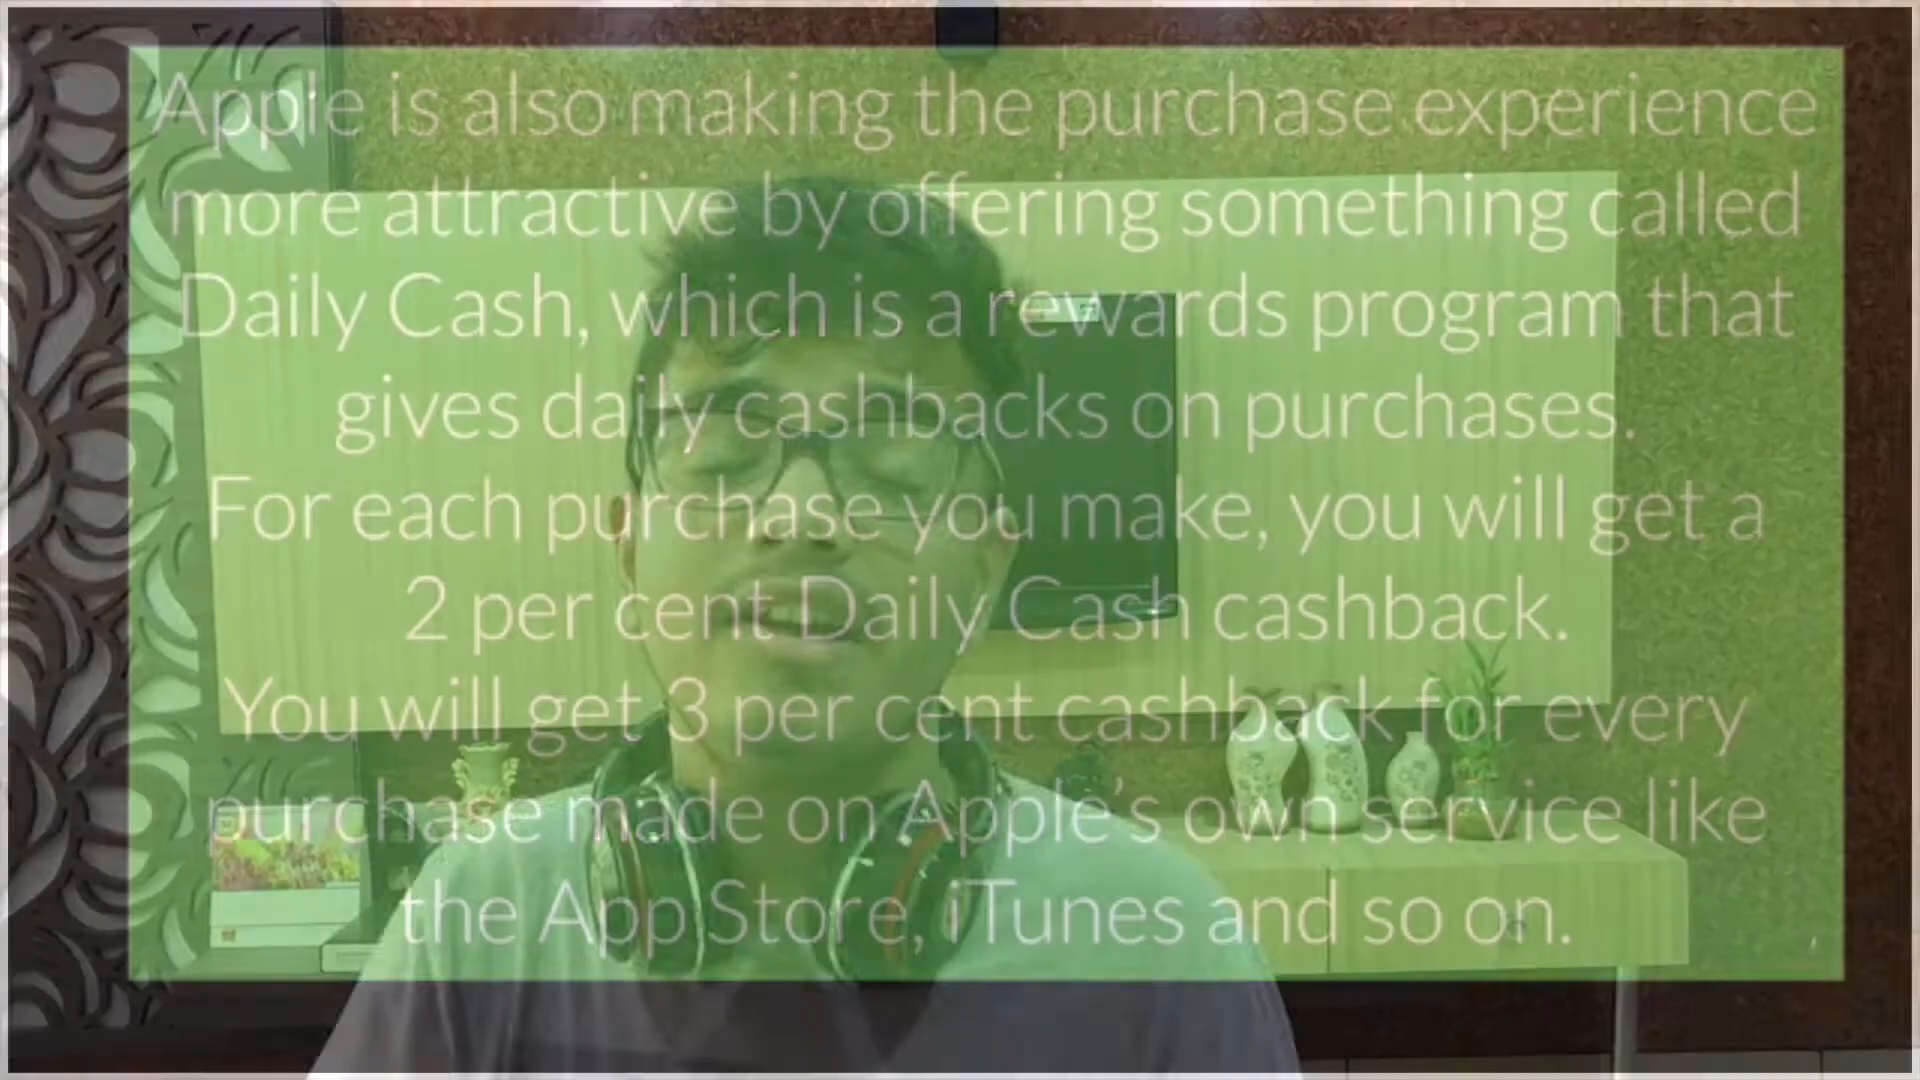 Apple is also making the purchase experience
more attractive by offering something called
Daily Cash, which is a rewards program that
gives daily cashbacks on purchases.
For each purchase you make, you will get a
2 per cent Daily Cash cashback.
You will get 3 per cent cashback for every
purchase made on Apple's own service like
the App Store, iTunes and so on.